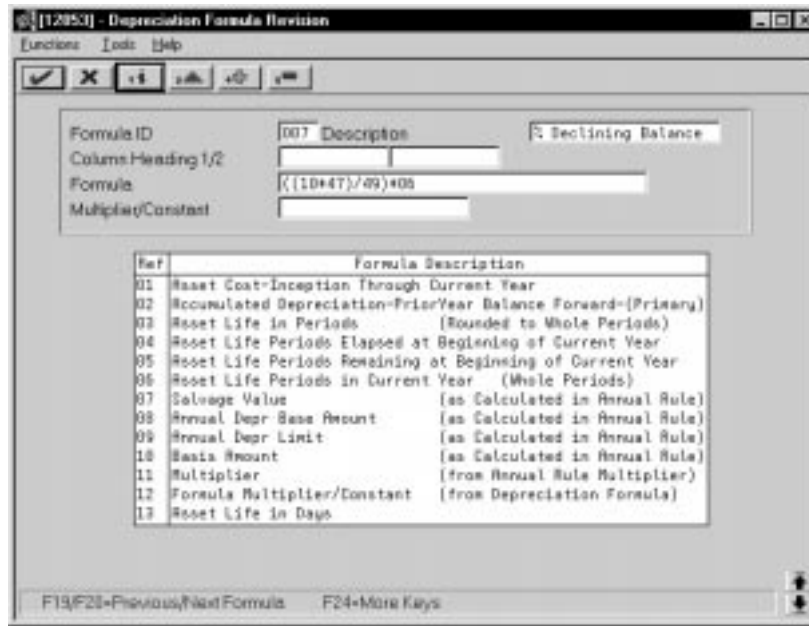 [12853] - Depreciation Formula Revision
Functions Tools Help
Formula ID 007 Description % Declining Balance
Column Heading 1/2
Formula ((10*47)/49)*06
Multiplier/Constant
Ref Formula Description
01 Asset Cost-Inception Through Current Year
02 Accumulated Depreciation-PriorYear Balance Forward-(Primary)
03 Asset Life in Periods (Rounded to Whole Periods)
04 Asset Life Periods Elapsed at Beginning of Current Year
05 Asset Life Periods Remaining at Beginning of Current Year
06 Asset Life Periods in Current Year (Whole Periods)
07 Salvage Value (as Calculated in Annual Rule)
08 Annual Depr Base Amount (as Calculated in Annual Rule)
09 Annual Depr Limit (as Calculated in Annual Rule)
10 Basis Amount (as Calculated in Annual Rule)
11 Multiplier (from Annual Rule Multiplier)
12 Formula Multiplier/Constant (from Depreciation Formula)
13 Asset Life in Days
F19/F20=Previous/Next Formula F24=More Keys